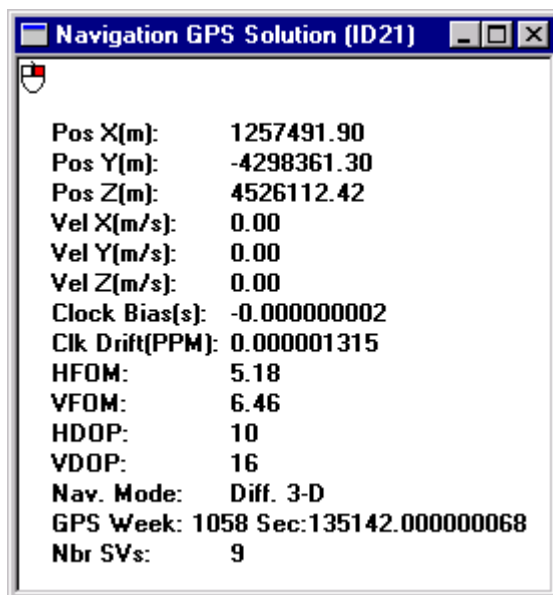 Navigation GPS Solution (ID21)
Pos X(m): 1257491.90
Pos Y(m): -4298361.30
Pos Z(m): 4526112.42
Vel X(m/s): 0.00
Vel Y(m/s): 0.00
Vel Z(m/s): 0.00
Clock Bias(s): -0.000000002
Clk Drift(PPM): 0.000001315
HFOM: 5.18
VFOM: 6.46
HDOP: 10
VDOP: 16
Nav. Mode: Diff. 3-D
GPS Week: 1058 Sec:135142.000000068
Nbr SVs: 9